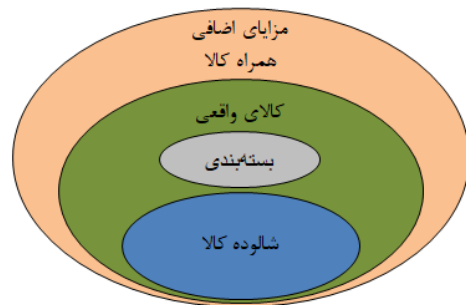 مزایای اضافی
همراه کالا
کالای واقعی
بسته‌بندی
شالوده کالا